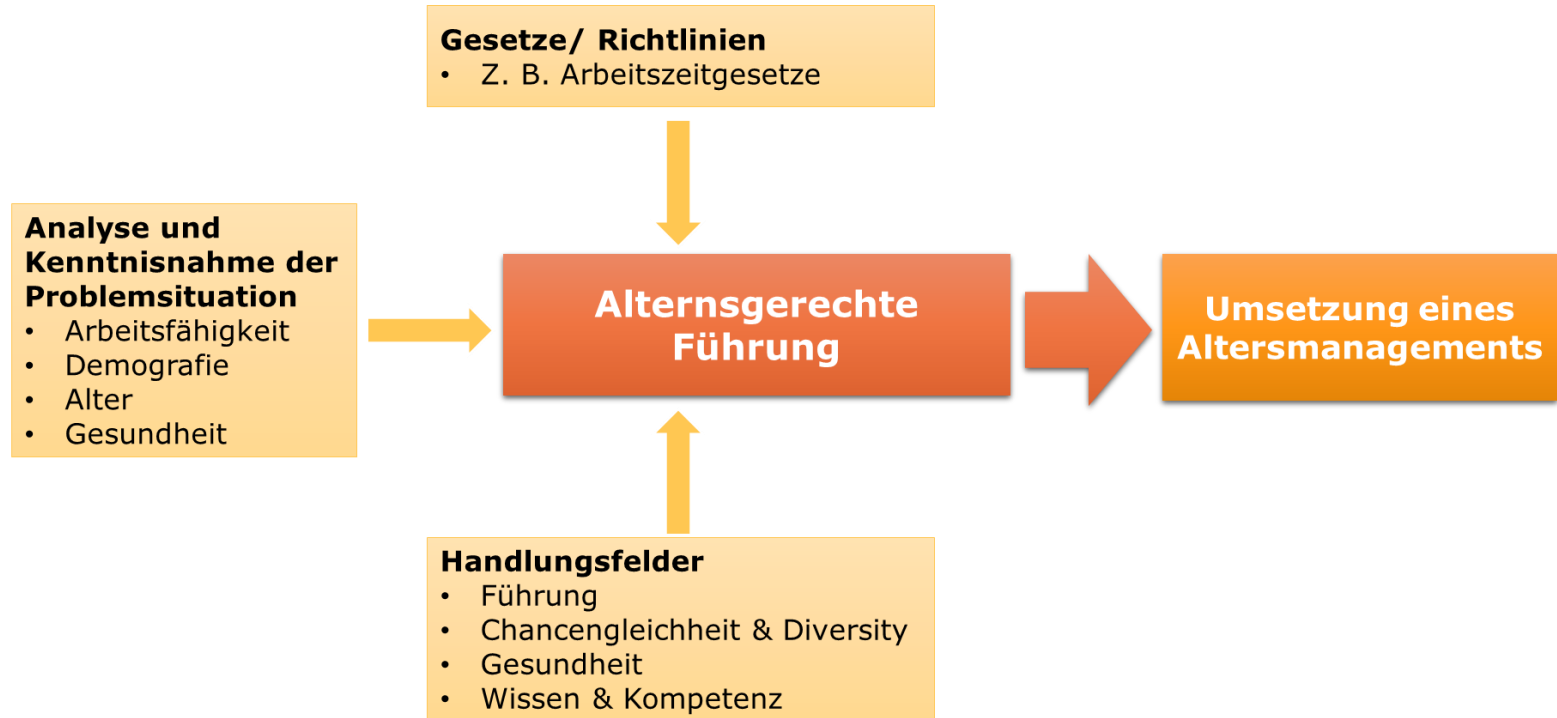 Gesetze/ Richtlinien
• Z. B. Arbeitszeitgesetze
Analyse und
Kenntnisnahme der
Problemsituation
• Arbeitsfähigkeit
• Demografie
• Alter
• Gesundheit
Alternsgerechte
Führung
Umsetzung eines
Altersmanagements
Handlungsfelder
• Führung
• Chancengleichheit & Diversity
• Gesundheit
• Wissen & Kompetenz